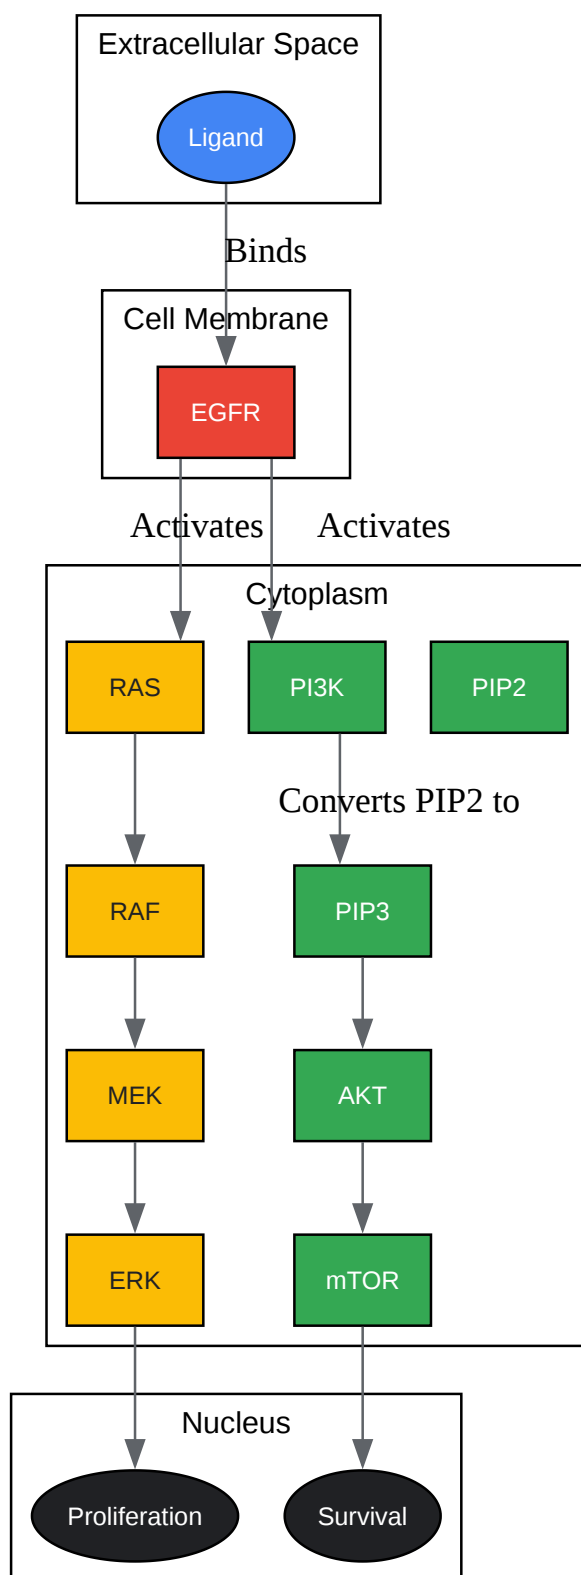 Extracellular Space
Ligand
Binds
Cell Membrane
EGFR
Activates
Activates
Cytoplasm
RAS
PI3K
PIP2
Converts PIP2 to
RAF
PIP3
MEK
AKT
ERK
mTOR
Nucleus
Proliferation
Survival